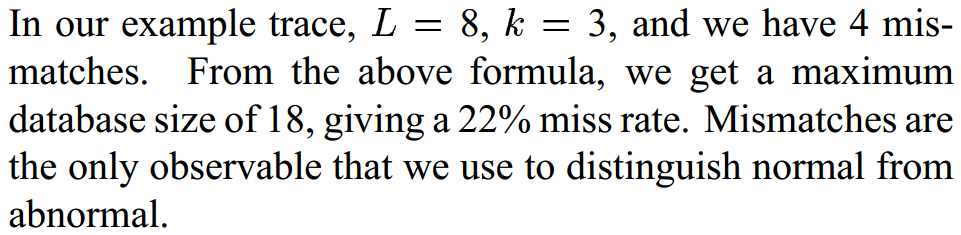 In our example trace, L = 8, k = 3, and we have 4 mis-
matches. From the above formula, we get a maximum
database size of 18, giving a 22% miss rate. Mismatches are
the only observable that we use to distinguish normal from
abnormal.